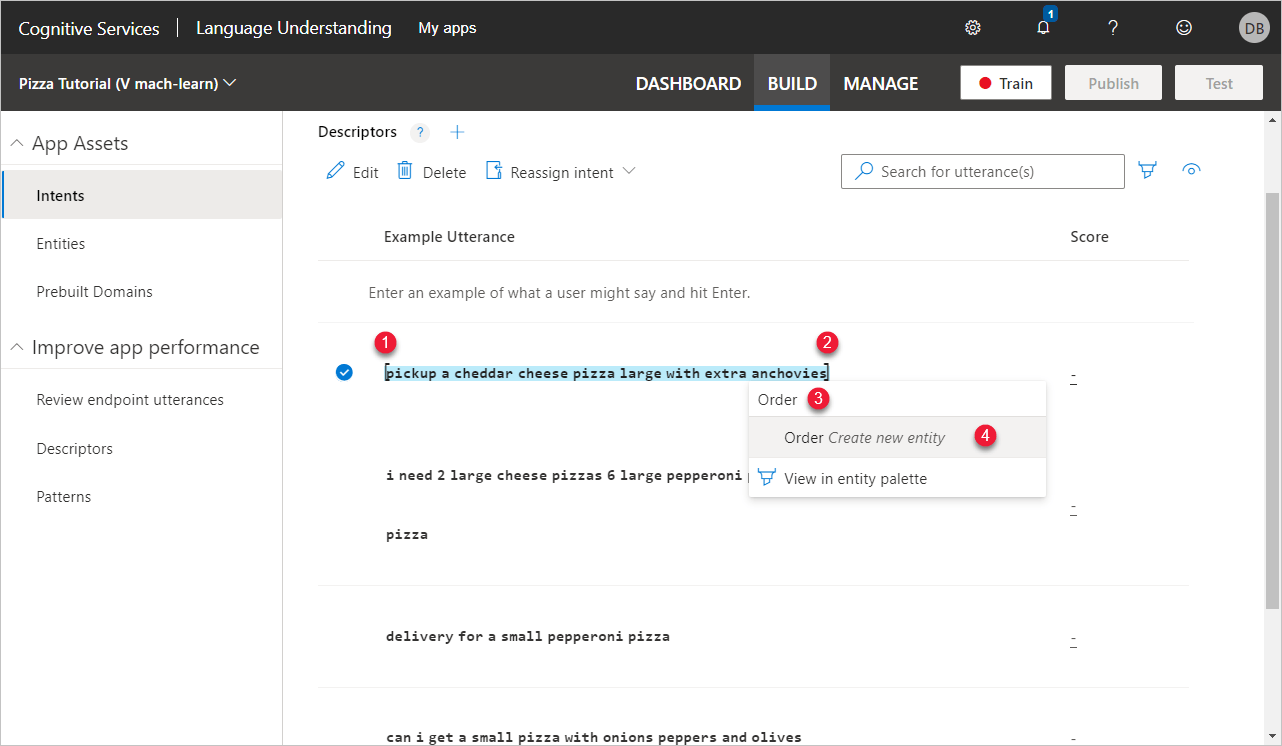 Cognitive Services Language Understanding My apps 1 ? DB
Pizza Tutorial (V mach-learn) DASHBOARD BUILD MANAGE Train Publish Test
App Assets
Intents
Entities
Prebuilt Domains
Improve app performance
Review endpoint utterances
Descriptors
Patterns
Descriptors ? +
Edit Delete Reassign intent Search for utterance(s)
Example Utterance Score
Enter an example of what a user might say and hit Enter.
1 2
[pickup a cheddar cheese pizza large with extra anchovies] -
Order 3
Order Create new entity 4
View in entity palette
i need 2 large cheese pizzas 6 large pepperoni
pizza -
delivery for a small pepperoni pizza -
can i get a small pizza with onions peppers and olives -